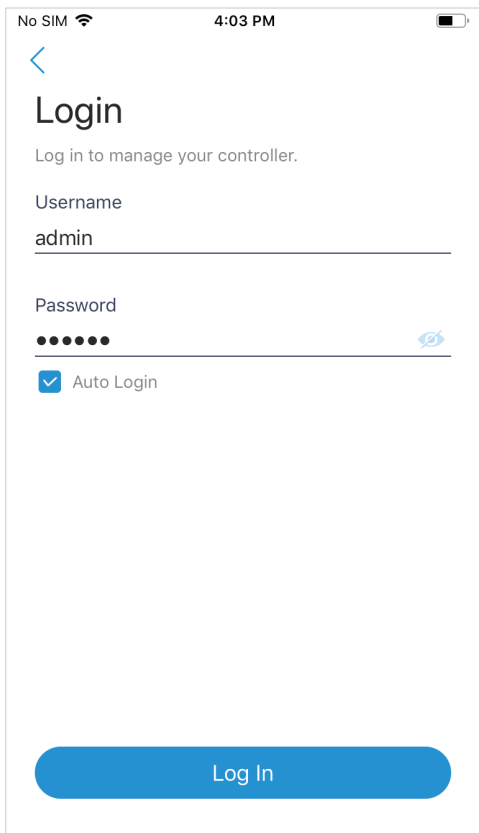 No SIM 4:03 PM
Login
Log in to manage your controller.
Username
admin
Password
••••••
Auto Login
Log In